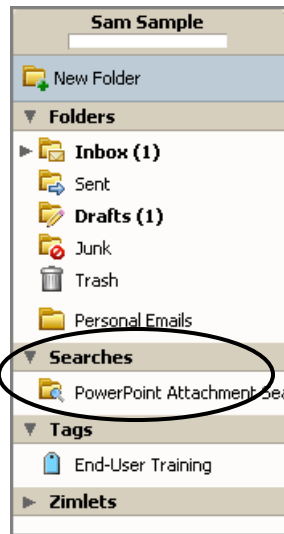 Sam Sample
New Folder
Folders
Inbox (1)
Sent
Drafts (1)
Junk
Trash
Personal Emails
Searches
PowerPoint Attachment Sea
Tags
End-User Training
Zimlets